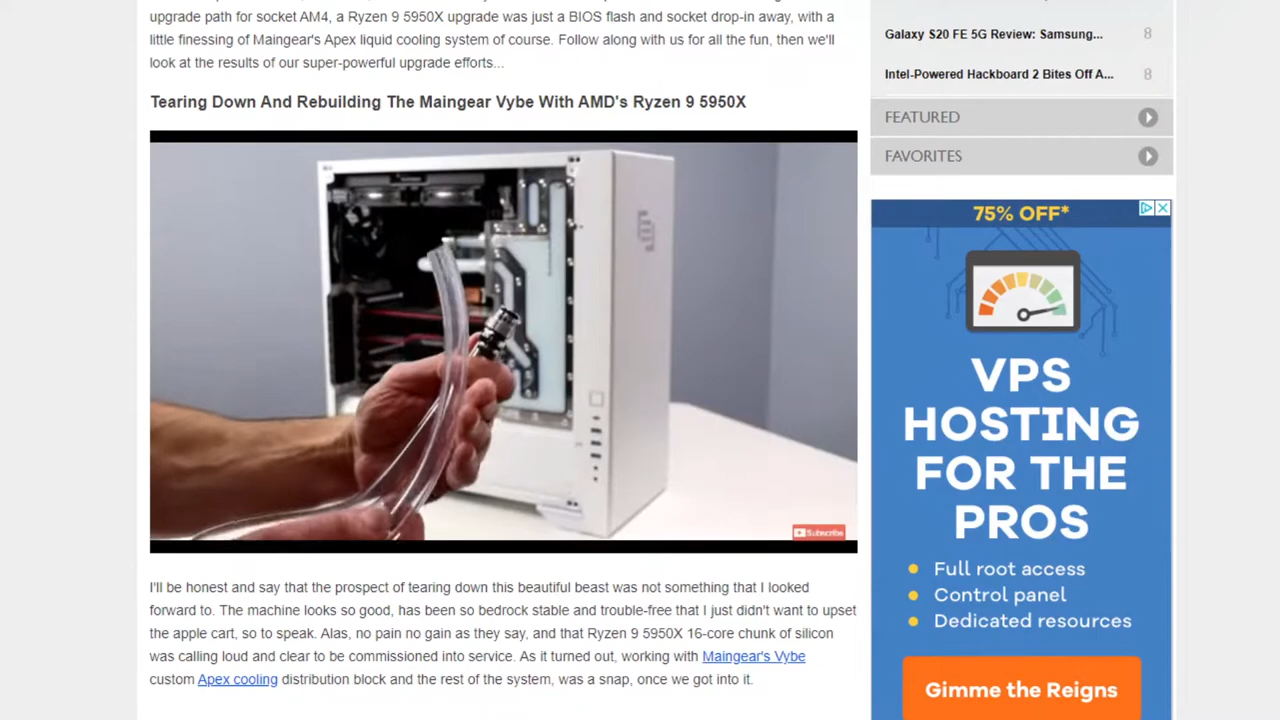 upgrade path for socket AM4, a Ryzen 9 5950X upgrade was just a BIOS flash and socket drop-in away, with a
little finessing of Maingear's Apex liquid cooling system of course. Follow along with us for all the fun, then we'll
look at the results of our super-powerful upgrade efforts...
Tearing Down And Rebuilding The Maingear Vybe With AMD's Ryzen 9 5950X
Subscribe
I'll be honest and say that the prospect of tearing down this beautiful beast was not something that I looked
forward to. The machine looks so good, has been so bedrock stable and trouble-free that I just didn't want to upset
the apple cart, so to speak. Alas, no pain no gain as they say, and that Ryzen 9 5950X 16-core chunk of silicon
was calling loud and clear to be commissioned into service. As it turned out, working with Maingear's Vybe
custom Apex cooling distribution block and the rest of the system, was a snap, once we got into it.
Galaxy S20 FE 5G Review: Samsung... 8
Intel-Powered Hackboard 2 Bites Off A... 8
FEATURED
FAVORITES
75% OFF*
VPS
HOSTING
FOR THE
PROS
Full root access
Control panel
Dedicated resources
Gimme the Reigns